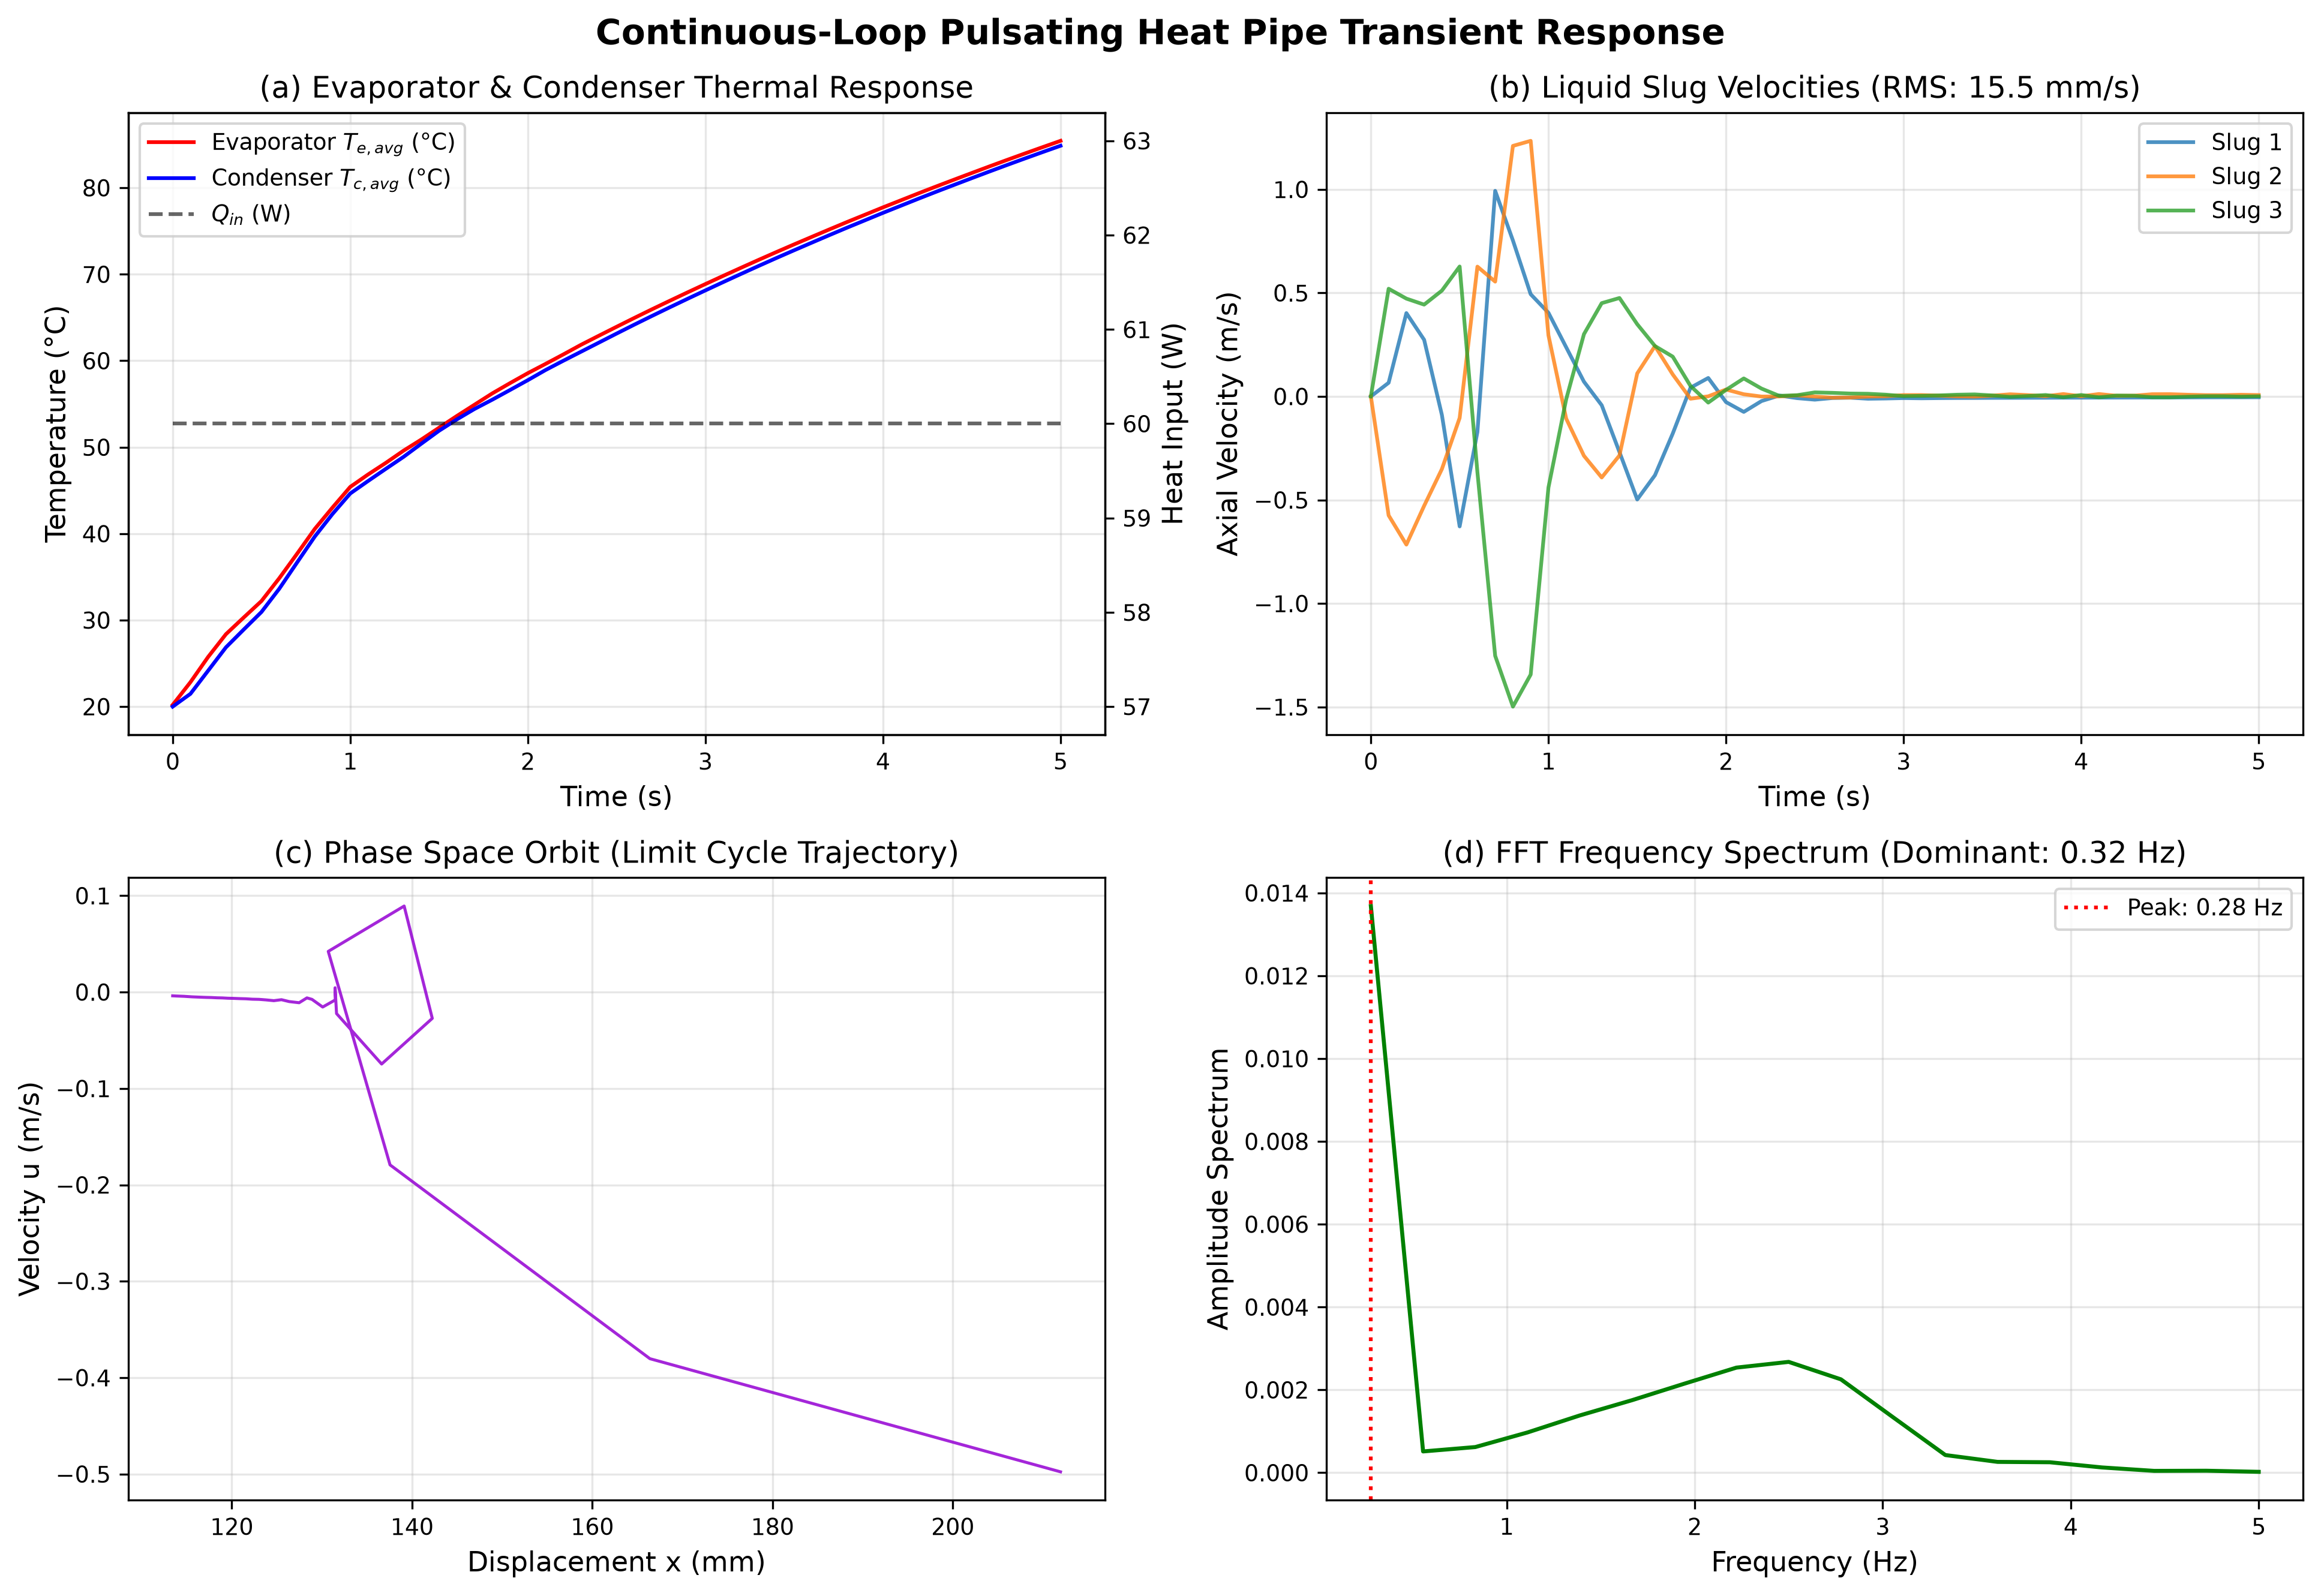 Continuous-Loop Pulsating Heat Pipe Transient Response
(a) Evaporator & Condenser Thermal Response
Evaporator T_{e,avg} (°C)
Condenser T_{c,avg} (°C)
Q_{in} (W)
80
70
60
50
40
30
20
Temperature (°C)
63
62
61
60
59
58
57
Heat Input (W)
0 1 2 3 4 5
Time (s)
(b) Liquid Slug Velocities (RMS: 15.5 mm/s)
Slug 1
Slug 2
Slug 3
1.0
0.5
0.0
−0.5
−1.0
−1.5
Axial Velocity (m/s)
0 1 2 3 4 5
Time (s)
(c) Phase Space Orbit (Limit Cycle Trajectory)
0.1
0.0
−0.1
−0.2
−0.3
−0.4
−0.5
Velocity u (m/s)
120 140 160 180 200
Displacement x (mm)
(d) FFT Frequency Spectrum (Dominant: 0.32 Hz)
Peak: 0.28 Hz
0.014
0.012
0.010
0.008
0.006
0.004
0.002
0.000
Amplitude Spectrum
1 2 3 4 5
Frequency (Hz)